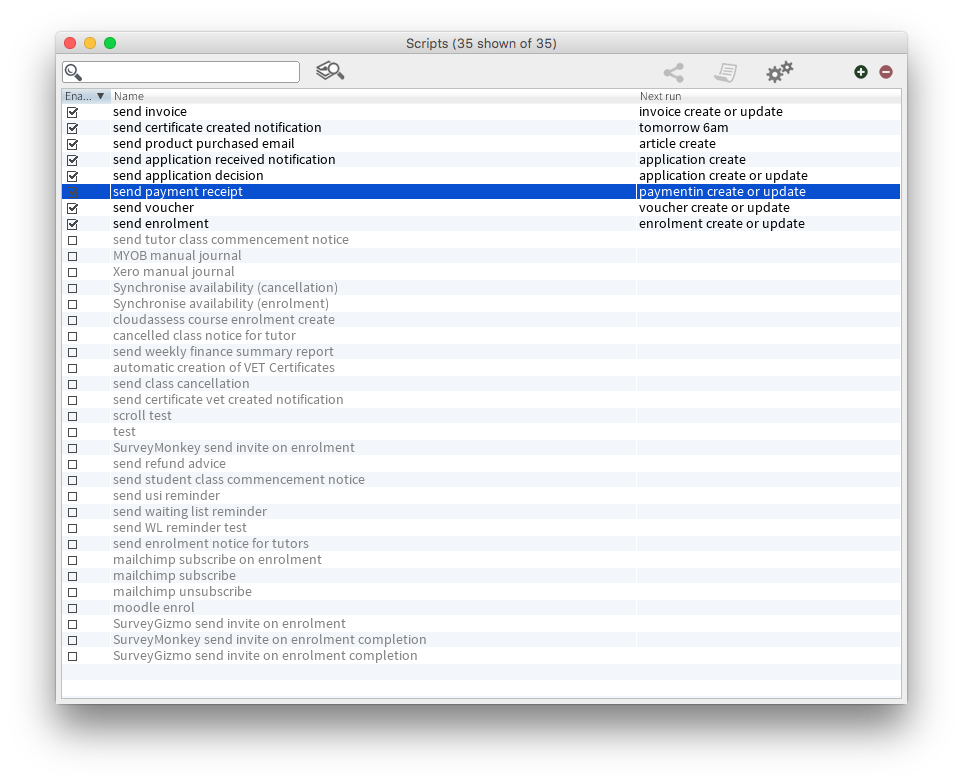 Scripts (35 shown of 35)
Ena... ▼ Name Next run
send invoice invoice create or update
send certificate created notification tomorrow 6am
send product purchased email article create
send application received notification application create
send application decision application create or update
send payment receipt paymentin create or update
send voucher voucher create or update
send enrolment enrolment create or update
send tutor class commencement notice
MYOB manual journal
Xero manual journal
Synchronise availability (cancellation)
Synchronise availability (enrolment)
cloudassess course enrolment create
cancelled class notice for tutor
send weekly finance summary report
automatic creation of VET Certificates
send class cancellation
send certificate vet created notification
scroll test
test
SurveyMonkey send invite on enrolment
send refund advice
send student class commencement notice
send usi reminder
send waiting list reminder
send WL reminder test
send enrolment notice for tutors
mailchimp subscribe on enrolment
mailchimp subscribe
mailchimp unsubscribe
moodle enrol
SurveyGizmo send invite on enrolment
SurveyMonkey send invite on enrolment completion
SurveyGizmo send invite on enrolment completion